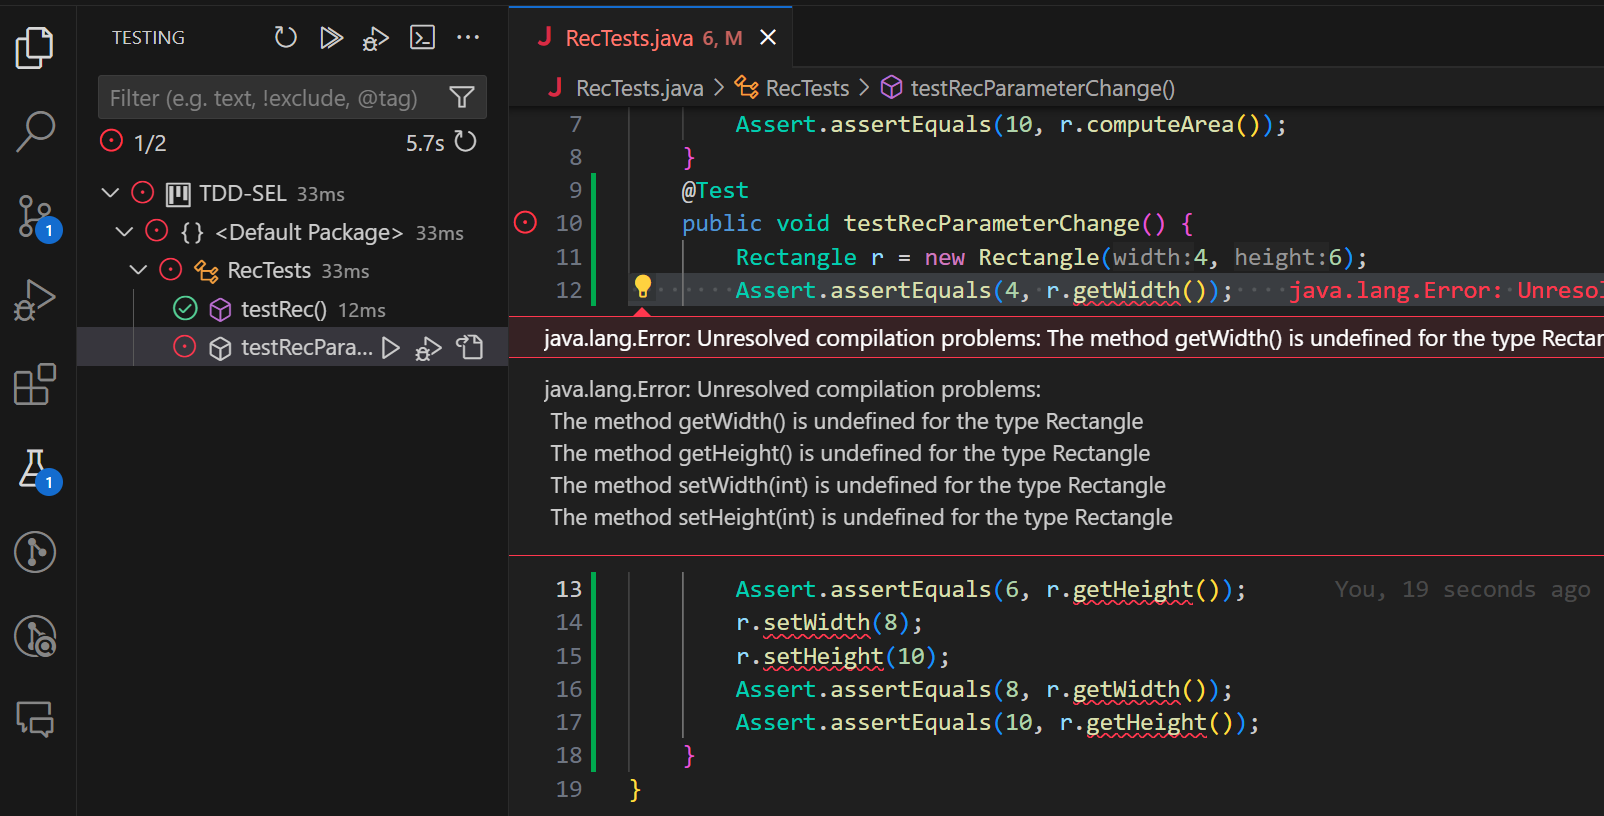 TESTING
Filter (e.g. text, !exclude, @tag)
1/2 5.7s
TDD-SEL 33ms
{} <Default Package> 33ms
RecTests 33ms
testRec() 12ms
testRecPara...
1
1
J RecTests.java 6, M
J RecTests.java > RecTests > testRecParameterChange()
7 Assert.assertEquals(10, r.computeArea());
8 }
9 @Test
10 public void testRecParameterChange() {
11 Rectangle r = new Rectangle(width:4, height:6);
12 Assert.assertEquals(4, r.getWidth()); java.lang.Error: Unresol
java.lang.Error: Unresolved compilation problems: The method getWidth() is undefined for the type Rectan
java.lang.Error: Unresolved compilation problems:
The method getWidth() is undefined for the type Rectangle
The method getHeight() is undefined for the type Rectangle
The method setWidth(int) is undefined for the type Rectangle
The method setHeight(int) is undefined for the type Rectangle
13 Assert.assertEquals(6, r.getHeight()); You, 19 seconds ago
14 r.setWidth(8);
15 r.setHeight(10);
16 Assert.assertEquals(8, r.getWidth());
17 Assert.assertEquals(10, r.getHeight());
18 }
19 }